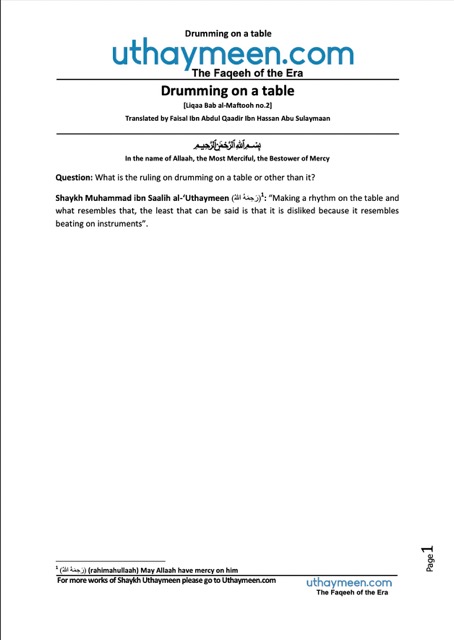 Drumming on a table
uthaymeen.com
The Faqeeh of the Era
Drumming on a table
[Liqaa Bab al-Maftooh no.2]
Translated by Faisal Ibn Abdul Qaadir Ibn Hassan Abu Sulaymaan
بِسْمِ اللهِ الرَّحْمٰنِ الرَّحِيمِ
In the name of Allaah, the Most Merciful, the Bestower of Mercy
Question: What is the ruling on drumming on a table or other than it?
Shaykh Muhammad ibn Saalih al-‘Uthaymeen (رَحِمَهُ اللهُ)¹: “Making a rhythm on the table and
what resembles that, the least that can be said is that it is disliked because it resembles
beating on instruments”.
Page 1
¹ (رَحِمَهُ اللهُ) (rahimahullaah) May Allaah have mercy on him
For more works of Shaykh Uthaymeen please go to Uthaymeen.com
uthaymeen.com
The Faqeeh of the Era